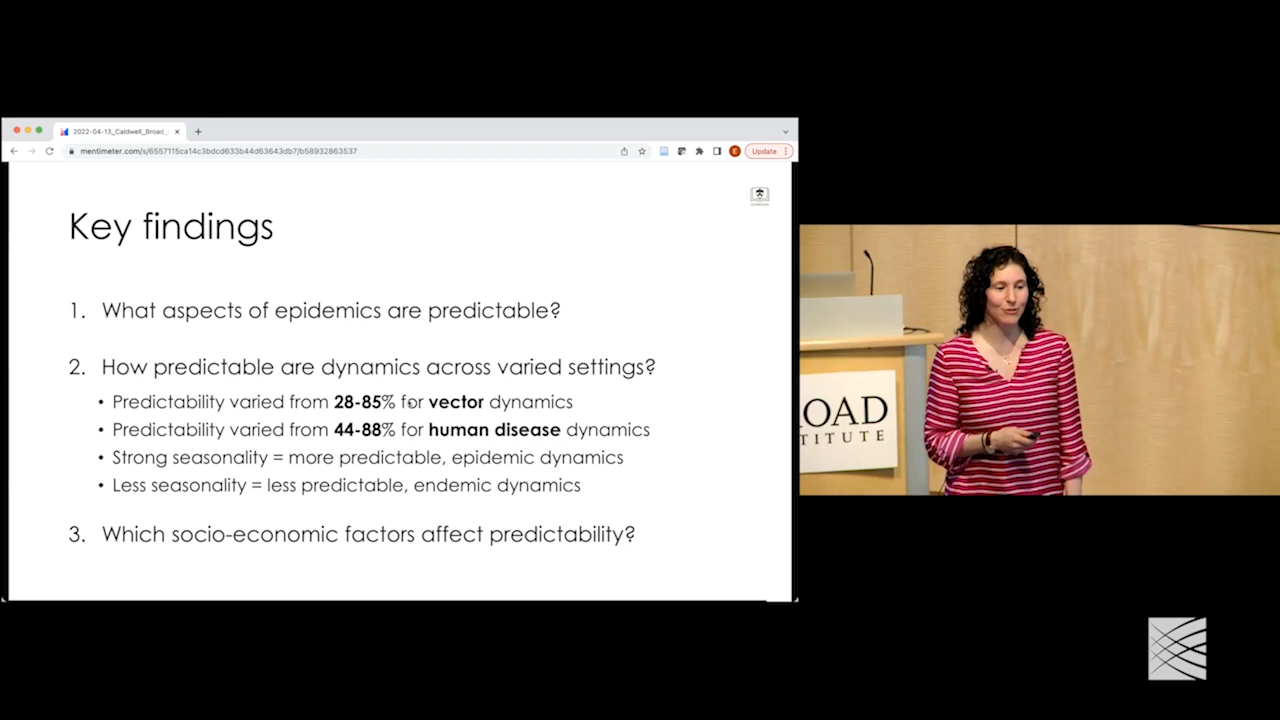 2022-04-13_Caldwell_Broad_
mentimeter.com/s/6557115ca14c3bdcd633b44d63643db7/b58932863537
E
Update
Key findings
1. What aspects of epidemics are predictable?
2. How predictable are dynamics across varied settings?
• Predictability varied from 28-85% for vector dynamics
• Predictability varied from 44-88% for human disease dynamics
• Strong seasonality = more predictable, epidemic dynamics
• Less seasonality = less predictable, endemic dynamics
3. Which socio-economic factors affect predictability?
OAD
TITUTE